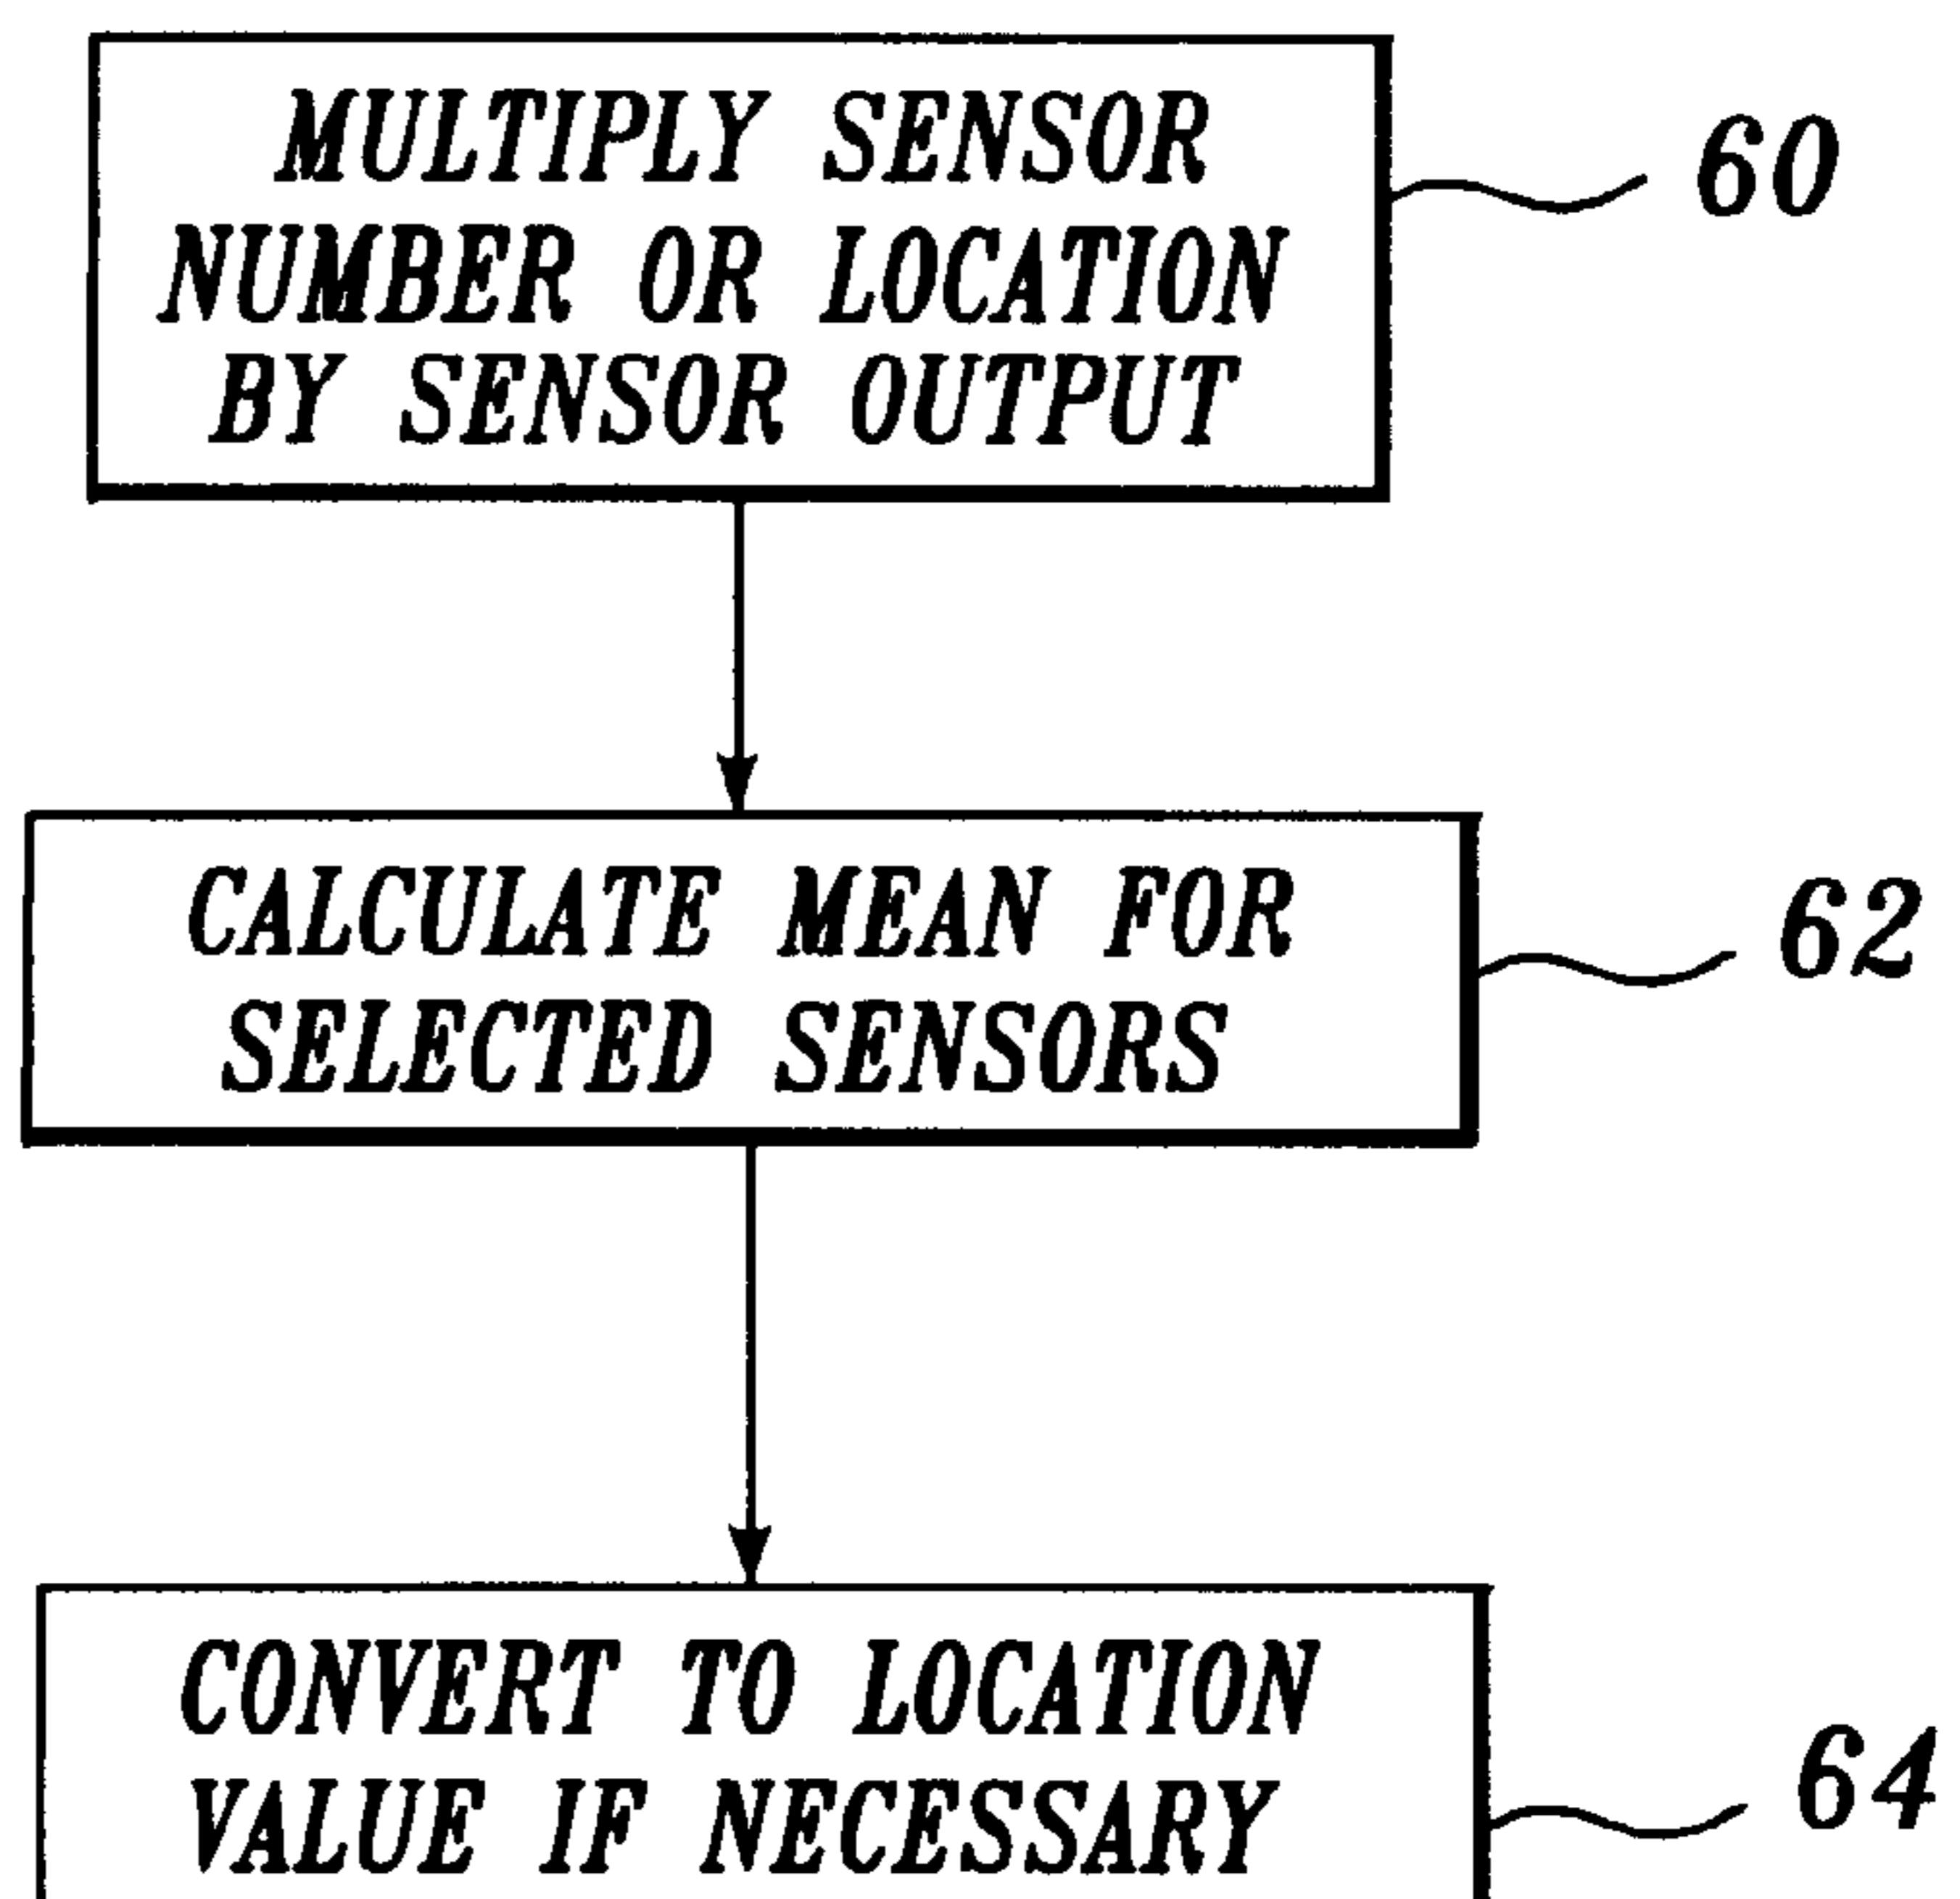 MULTIPLY SENSOR
NUMBER OR LOCATION
BY SENSOR OUTPUT
60
CALCULATE MEAN FOR
SELECTED SENSORS
62
CONVERT TO LOCATION
VALUE IF NECESSARY
64